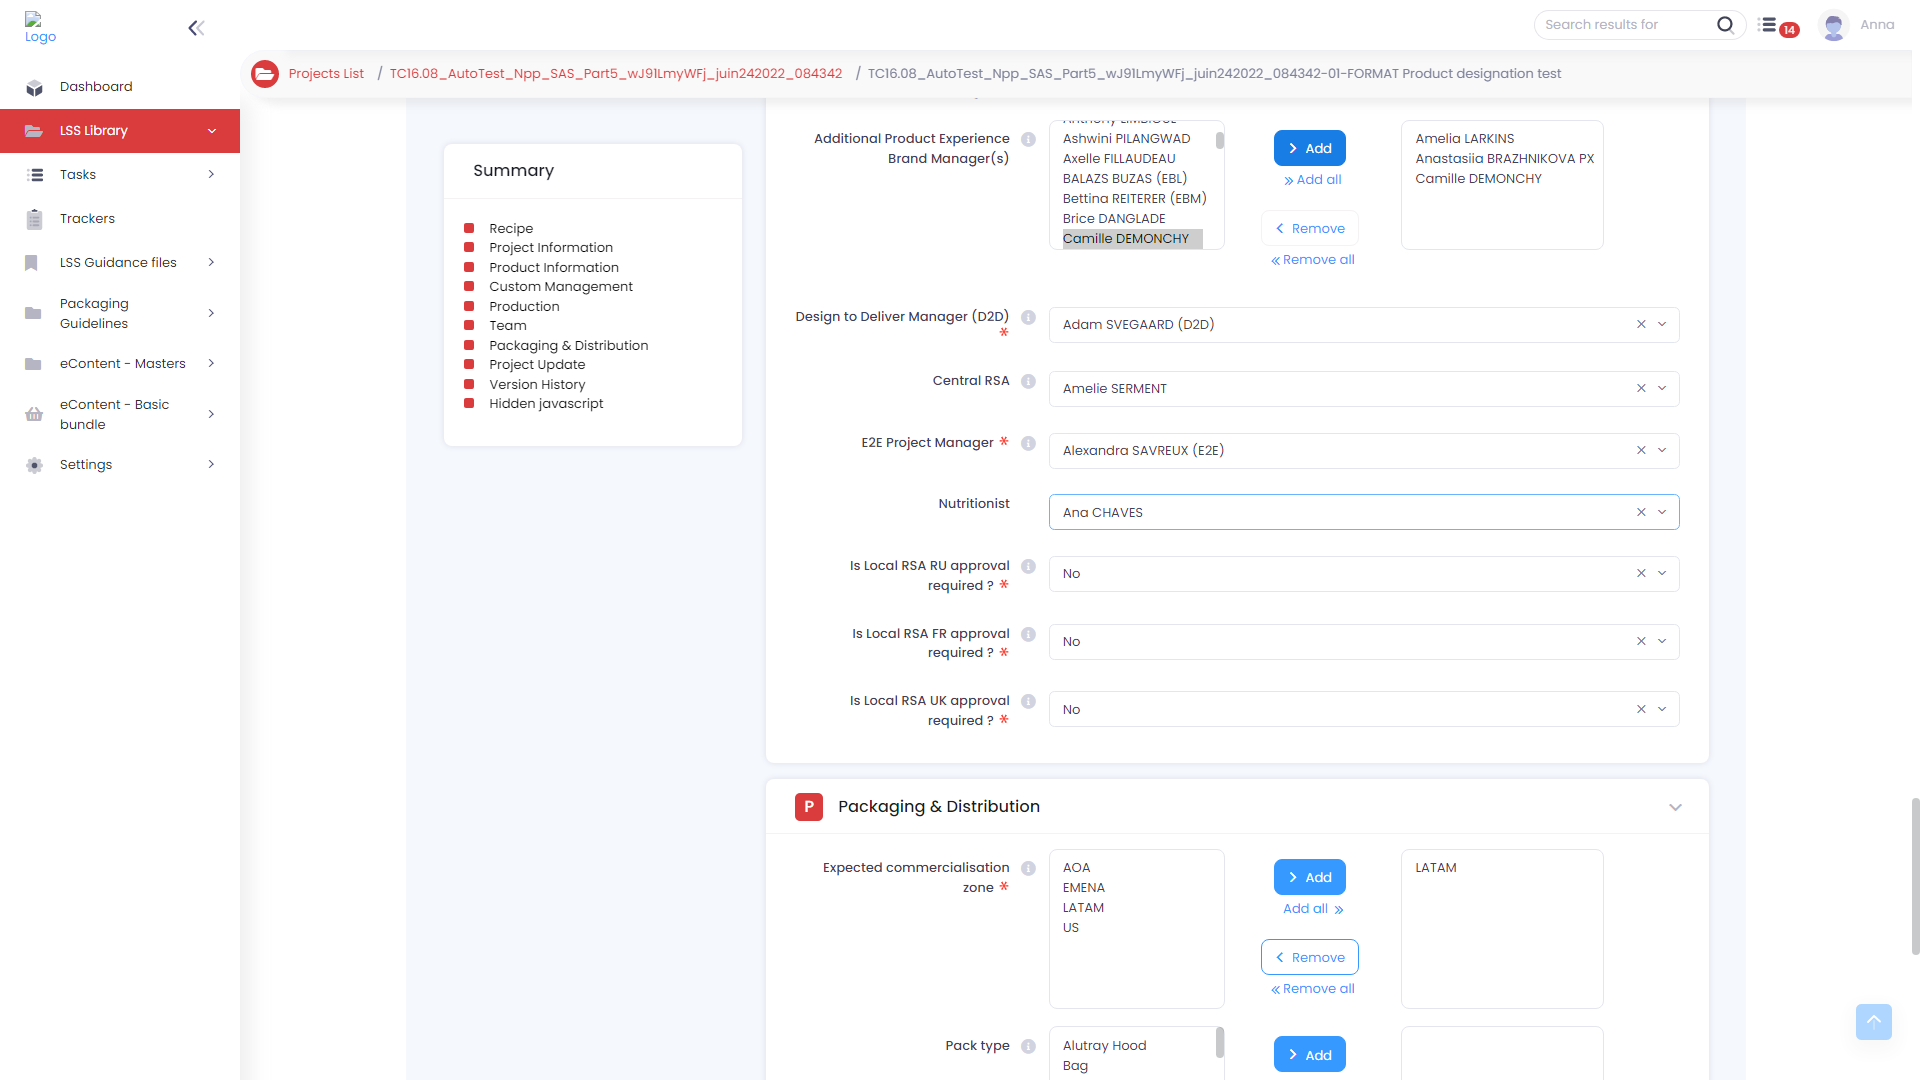 Logo
Search results for
14
Anna
Projects List / TC16.08_AutoTest_Npp_SAS_Part5_wJ91LmyWFj_juin242022_084342 / TC16.08_AutoTest_Npp_SAS_Part5_wJ91LmyWFj_juin242022_084342-01-FORMAT Product designation test
Dashboard
LSS Library
Tasks
Trackers
LSS Guidance files
Packaging
Guidelines
eContent - Masters
eContent - Basic
bundle
Settings
Summary
Recipe
Project Information
Product Information
Custom Management
Production
Team
Packaging & Distribution
Project Update
Version History
Hidden javascript
Additional Product Experience
Brand Manager(s)
Ashwini PILANGWAD
Axelle FILLAUDEAU
BALAZS BUZAS (EBL)
Bettina REITERER (EBM)
Brice DANGLADE
Camille DEMONCHY
Add
Add all
Remove
Remove all
Amelia LARKINS
Anastasiia BRAZHNIKOVA PX
Camille DEMONCHY
Design to Deliver Manager (D2D)
*
Adam SVEGAARD (D2D)
Central RSA
Amelie SERMENT
E2E Project Manager *
Alexandra SAVREUX (E2E)
Nutritionist
Ana CHAVES
Is Local RSA RU approval
required ? *
No
Is Local RSA FR approval
required ? *
No
Is Local RSA UK approval
required ? *
No
P
Packaging & Distribution
Expected commercialisation
zone *
AOA
EMENA
LATAM
US
Add
Add all
Remove
Remove all
LATAM
Pack type
Alutray Hood
Bag
Add